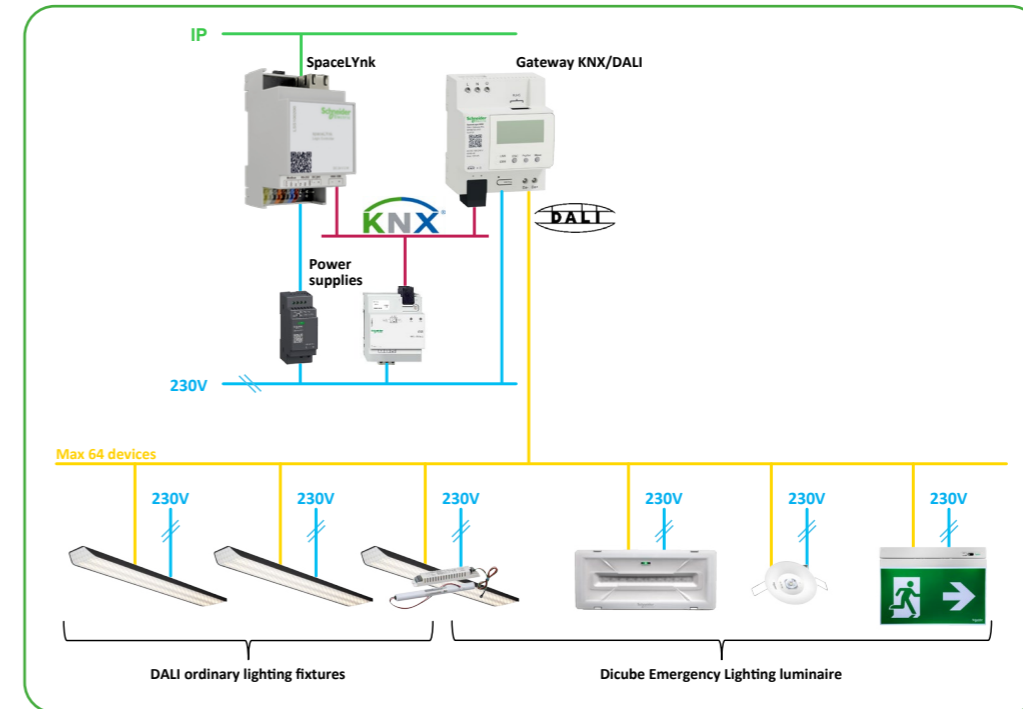 IP
SpaceLYnk
Gateway KNX/DALI
Schneider
KNX
DALI
Power
supplies
230V
Max 64 devices
230V
230V
230V
230V
230V
230V
DALI ordinary lighting fixtures
Dicube Emergency Lighting luminaire